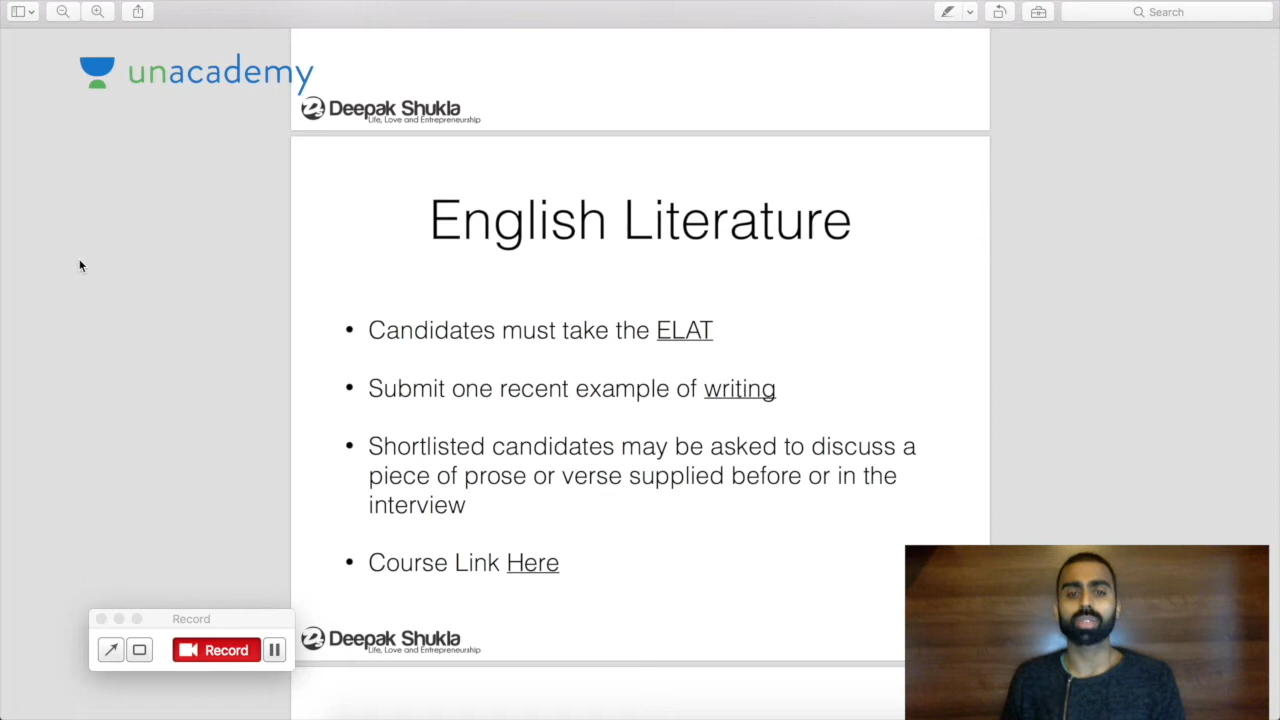 Search
unacademy
Deepak Shukla
Life, Love and Entrepreneurship
English Literature
• Candidates must take the ELAT
• Submit one recent example of writing
• Shortlisted candidates may be asked to discuss a
piece of prose or verse supplied before or in the
interview
• Course Link Here
Record
Record
Deepak Shukla
Life, Love and Entrepreneurship